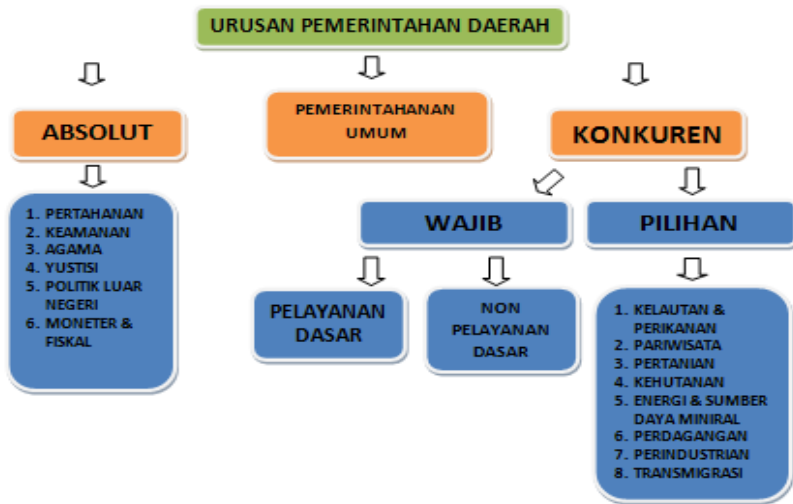 URUSAN PEMERINTAHAN DAERAH
ABSOLUT
PEMERINTAHANAN
UMUM
KONKUREN
1. PERTAHANAN
2. KEAMANAN
3. AGAMA
4. YUSTISI
5. POLITIK LUAR
NEGERI
6. MONETER &
FISKAL
WAJIB
PILIHAN
PELAYANAN
DASAR
NON
PELAYANAN
DASAR
1. KELAUTAN &
PERIKANAN
2. PARIWISATA
3. PERTANIAN
4. KEHUTANAN
5. ENERGI & SUMBER
DAYA MINIRAL
6. PERDAGANGAN
7. PERINDUSTRIAN
8. TRANSMIGRASI